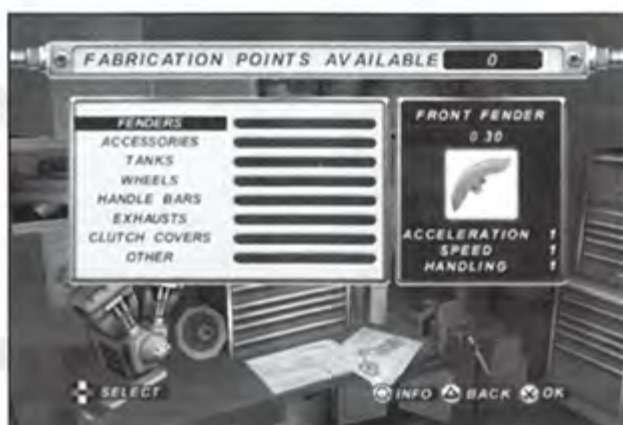 FABRICATION POINTS AVAILABLE 0
FENDERS
ACCESSORIES
TANKS
WHEELS
HANDLE BARS
EXHAUSTS
CLUTCH COVERS
OTHER
FRONT FENDER
0 30
ACCELERATION 1
SPEED 1
HANDLING 1
SELECT
INFO BACK OK